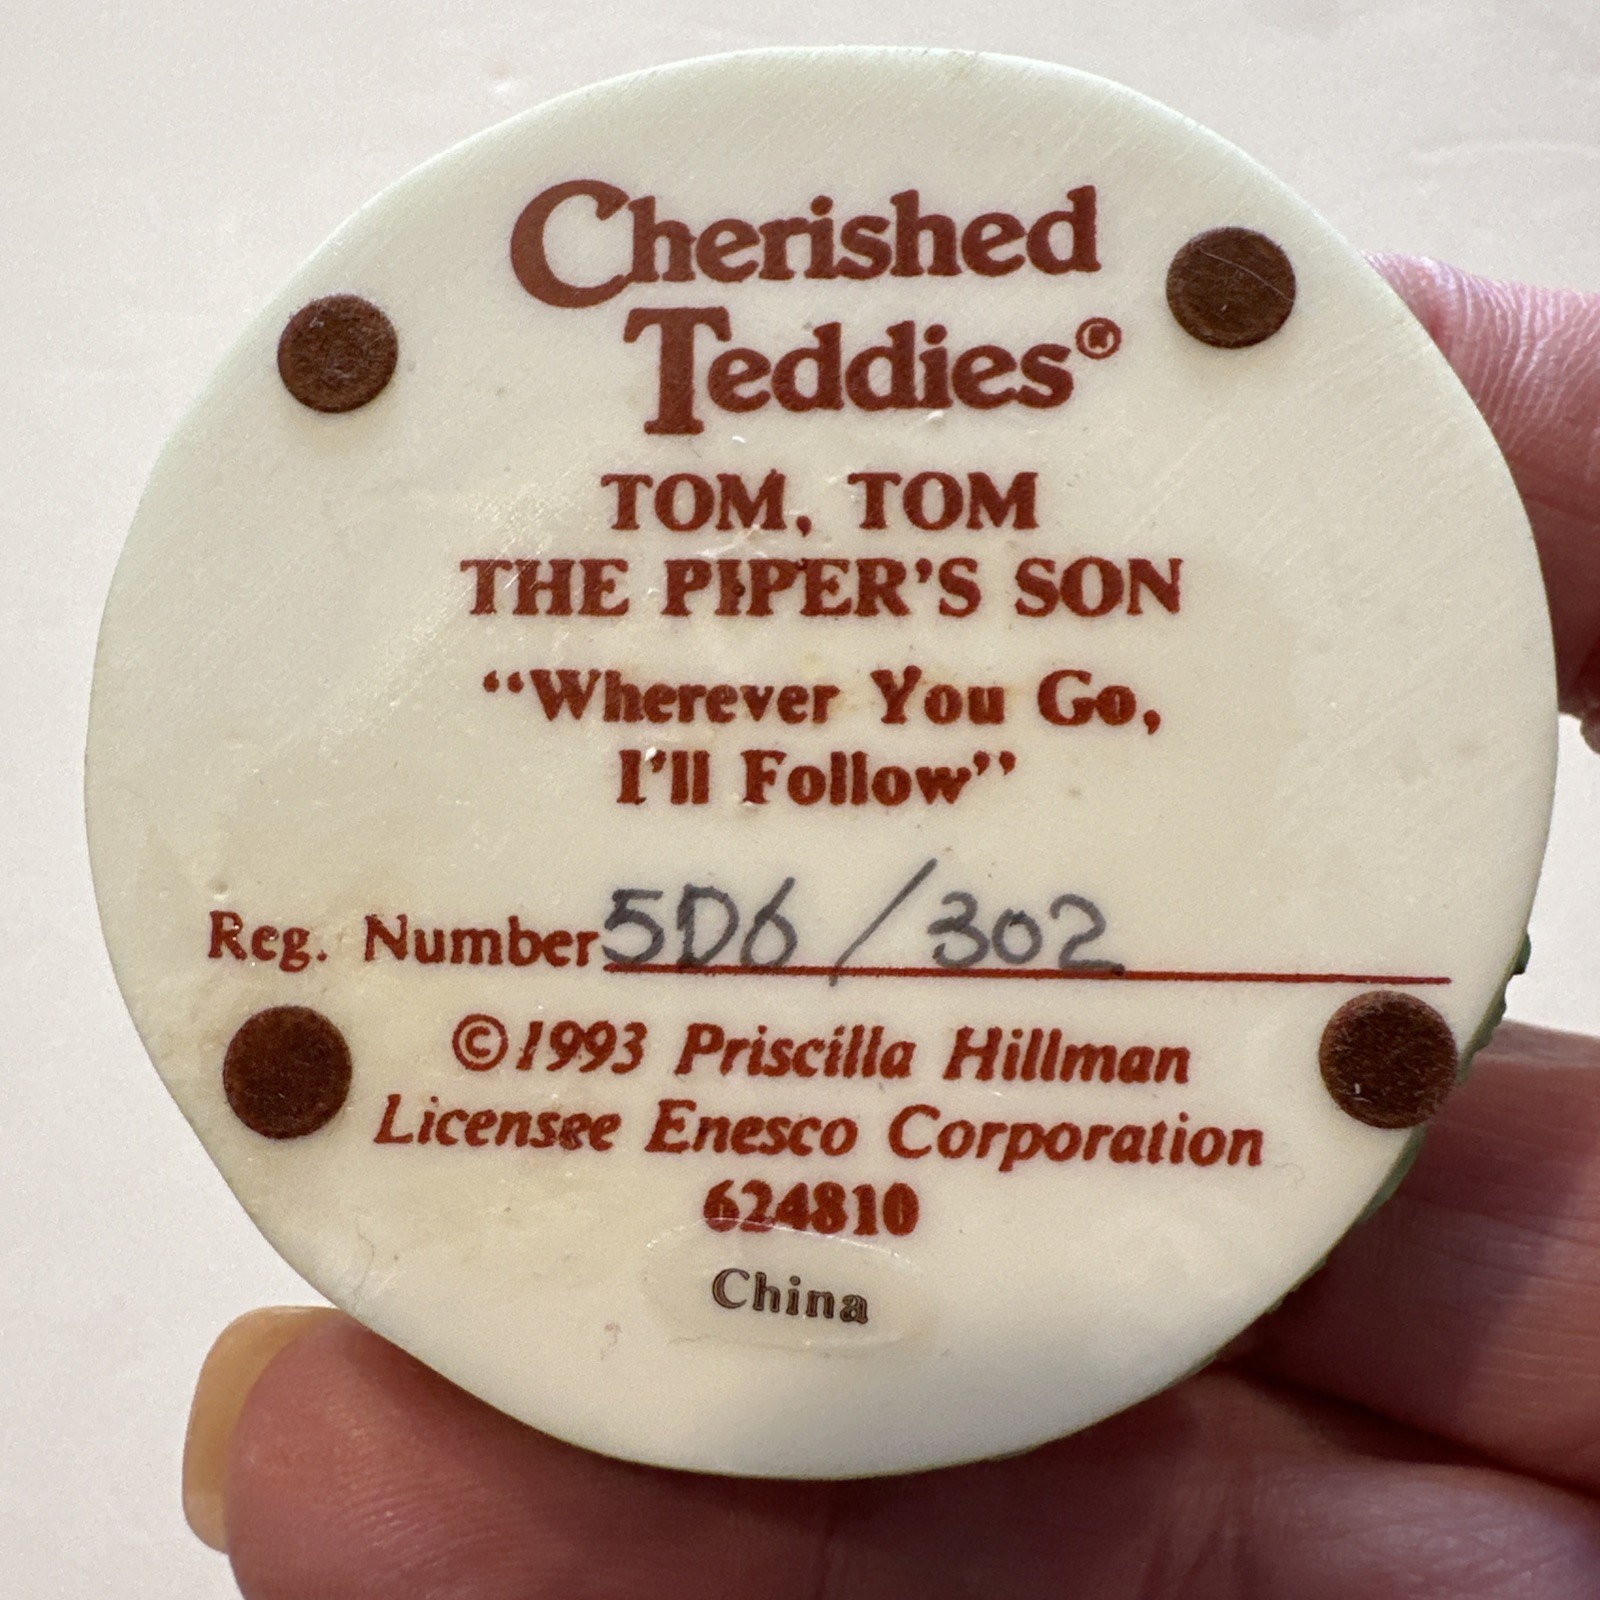 Cherished
Teddies®
TOM, TOM
THE PIPER'S SON
“Wherever You Go,
I'll Follow”
Reg. Number 5D6/302
©1993 Priscilla Hillman
Licensee Enesco Corporation
624810
China